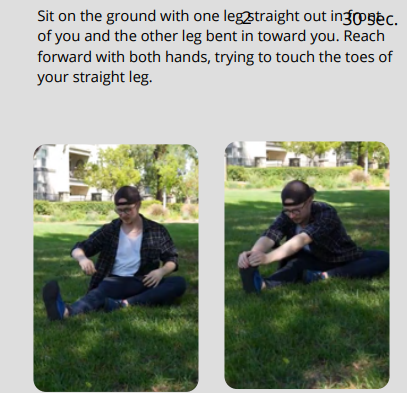 Sit on the ground with one leg straight out in front
2
30 sec.
of you and the other leg bent in toward you. Reach
forward with both hands, trying to touch the toes of
your straight leg.